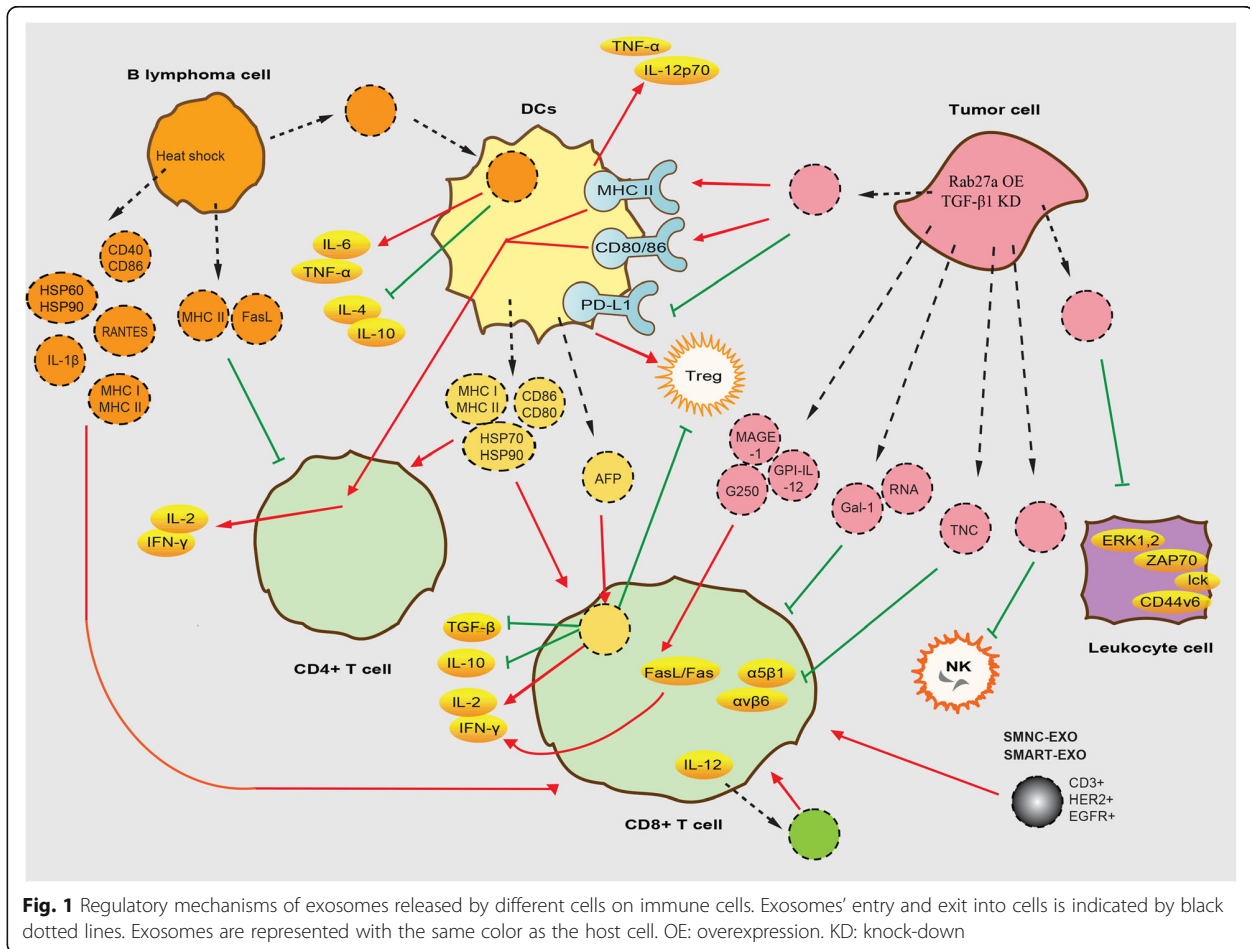 TNF-α
IL-12p70
B lymphoma cell
DCs
Tumor cell
Heat shock
MHC II
Rab27a OE
TGF-β1 KD
CD80/86
PD-L1
IL-6
TNF-α
IL-4
IL-10
CD40
CD86
HSP60
HSP90
MHC II
FasL
RANTES
IL-1β
MHC I
MHC II
Treg
MHC I
MHC II
CD86
CD80
HSP70
HSP90
AFP
MAGE
-1
GPI-IL
-12
G250
Gal-1
RNA
TNC
ERK1,2
ZAP70
lck
CD44v6
Leukocyte cell
IL-2
IFN-γ
CD4+ T cell
TGF-β
IL-10
IL-2
IFN-γ
FasL/Fas
α5β1
αvβ6
NK
IL-12
CD8+ T cell
SMNC-EXO
SMART-EXO
CD3+
HER2+
EGFR+
Fig. 1 Regulatory mechanisms of exosomes released by different cells on immune cells. Exosomes' entry and exit into cells is indicated by black
dotted lines. Exosomes are represented with the same color as the host cell. OE: overexpression. KD: knock-down